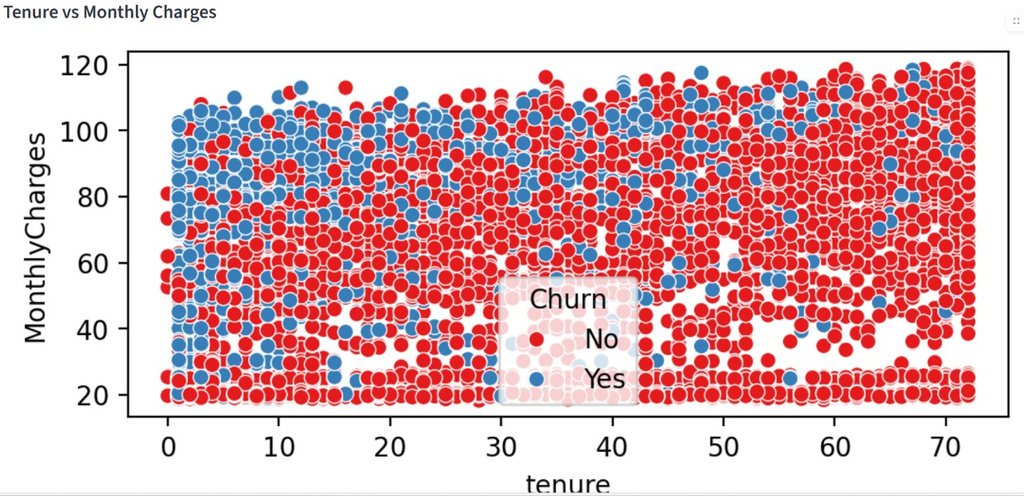 Tenure vs Monthly Charges
MonthlyCharges
120
100
80
60
40
20
Churn
No
Yes
0 10 20 30 40 50 60 70
tenure